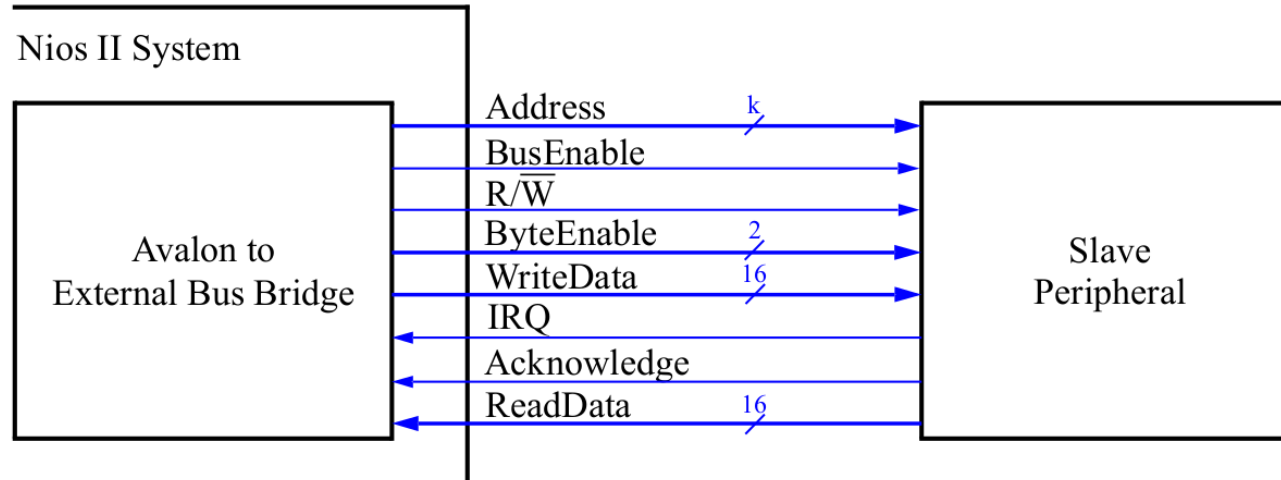 Nios II System
Avalon to
External Bus Bridge
Address
k
BusEnable
R/W̅
ByteEnable
2
WriteData
16
IRQ
Acknowledge
ReadData
16
Slave
Peripheral